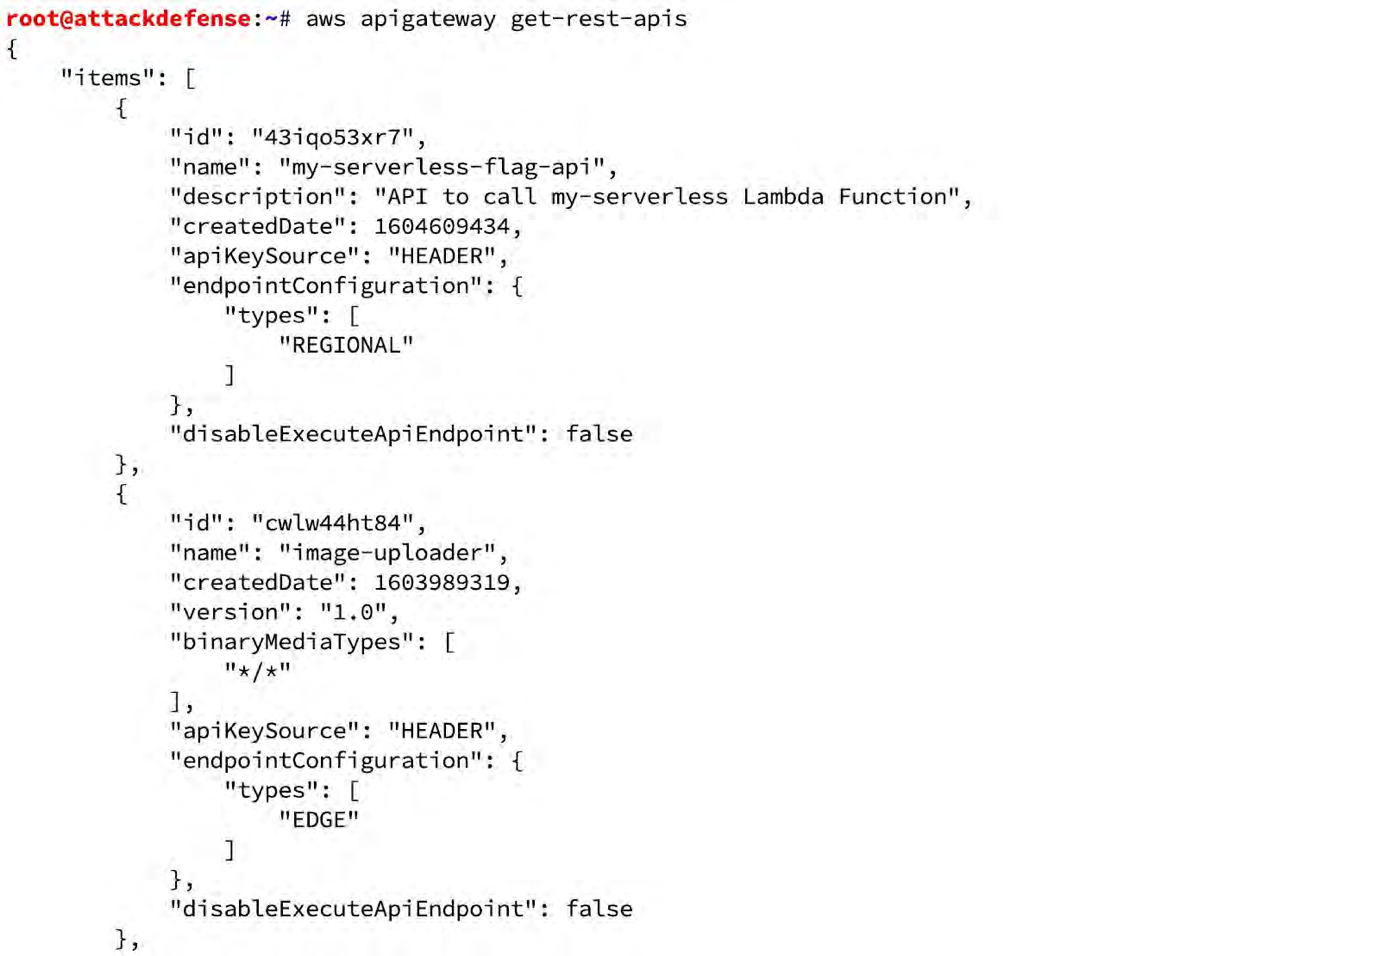 root@attackdefense:~# aws apigateway get-rest-apis
{
    "items": [
        {
            "id": "43iqo53xr7",
            "name": "my-serverless-flag-api",
            "description": "API to call my-serverless Lambda Function",
            "createdDate": 1604609434,
            "apiKeySource": "HEADER",
            "endpointConfiguration": {
                "types": [
                    "REGIONAL"
                ]
            },
            "disableExecuteApiEndpoint": false
        },
        {
            "id": "cwlw44ht84",
            "name": "image-uploader",
            "createdDate": 1603989319,
            "version": "1.0",
            "binaryMediaTypes": [
                "*/*"
            ],
            "apiKeySource": "HEADER",
            "endpointConfiguration": {
                "types": [
                    "EDGE"
                ]
            },
            "disableExecuteApiEndpoint": false
        },